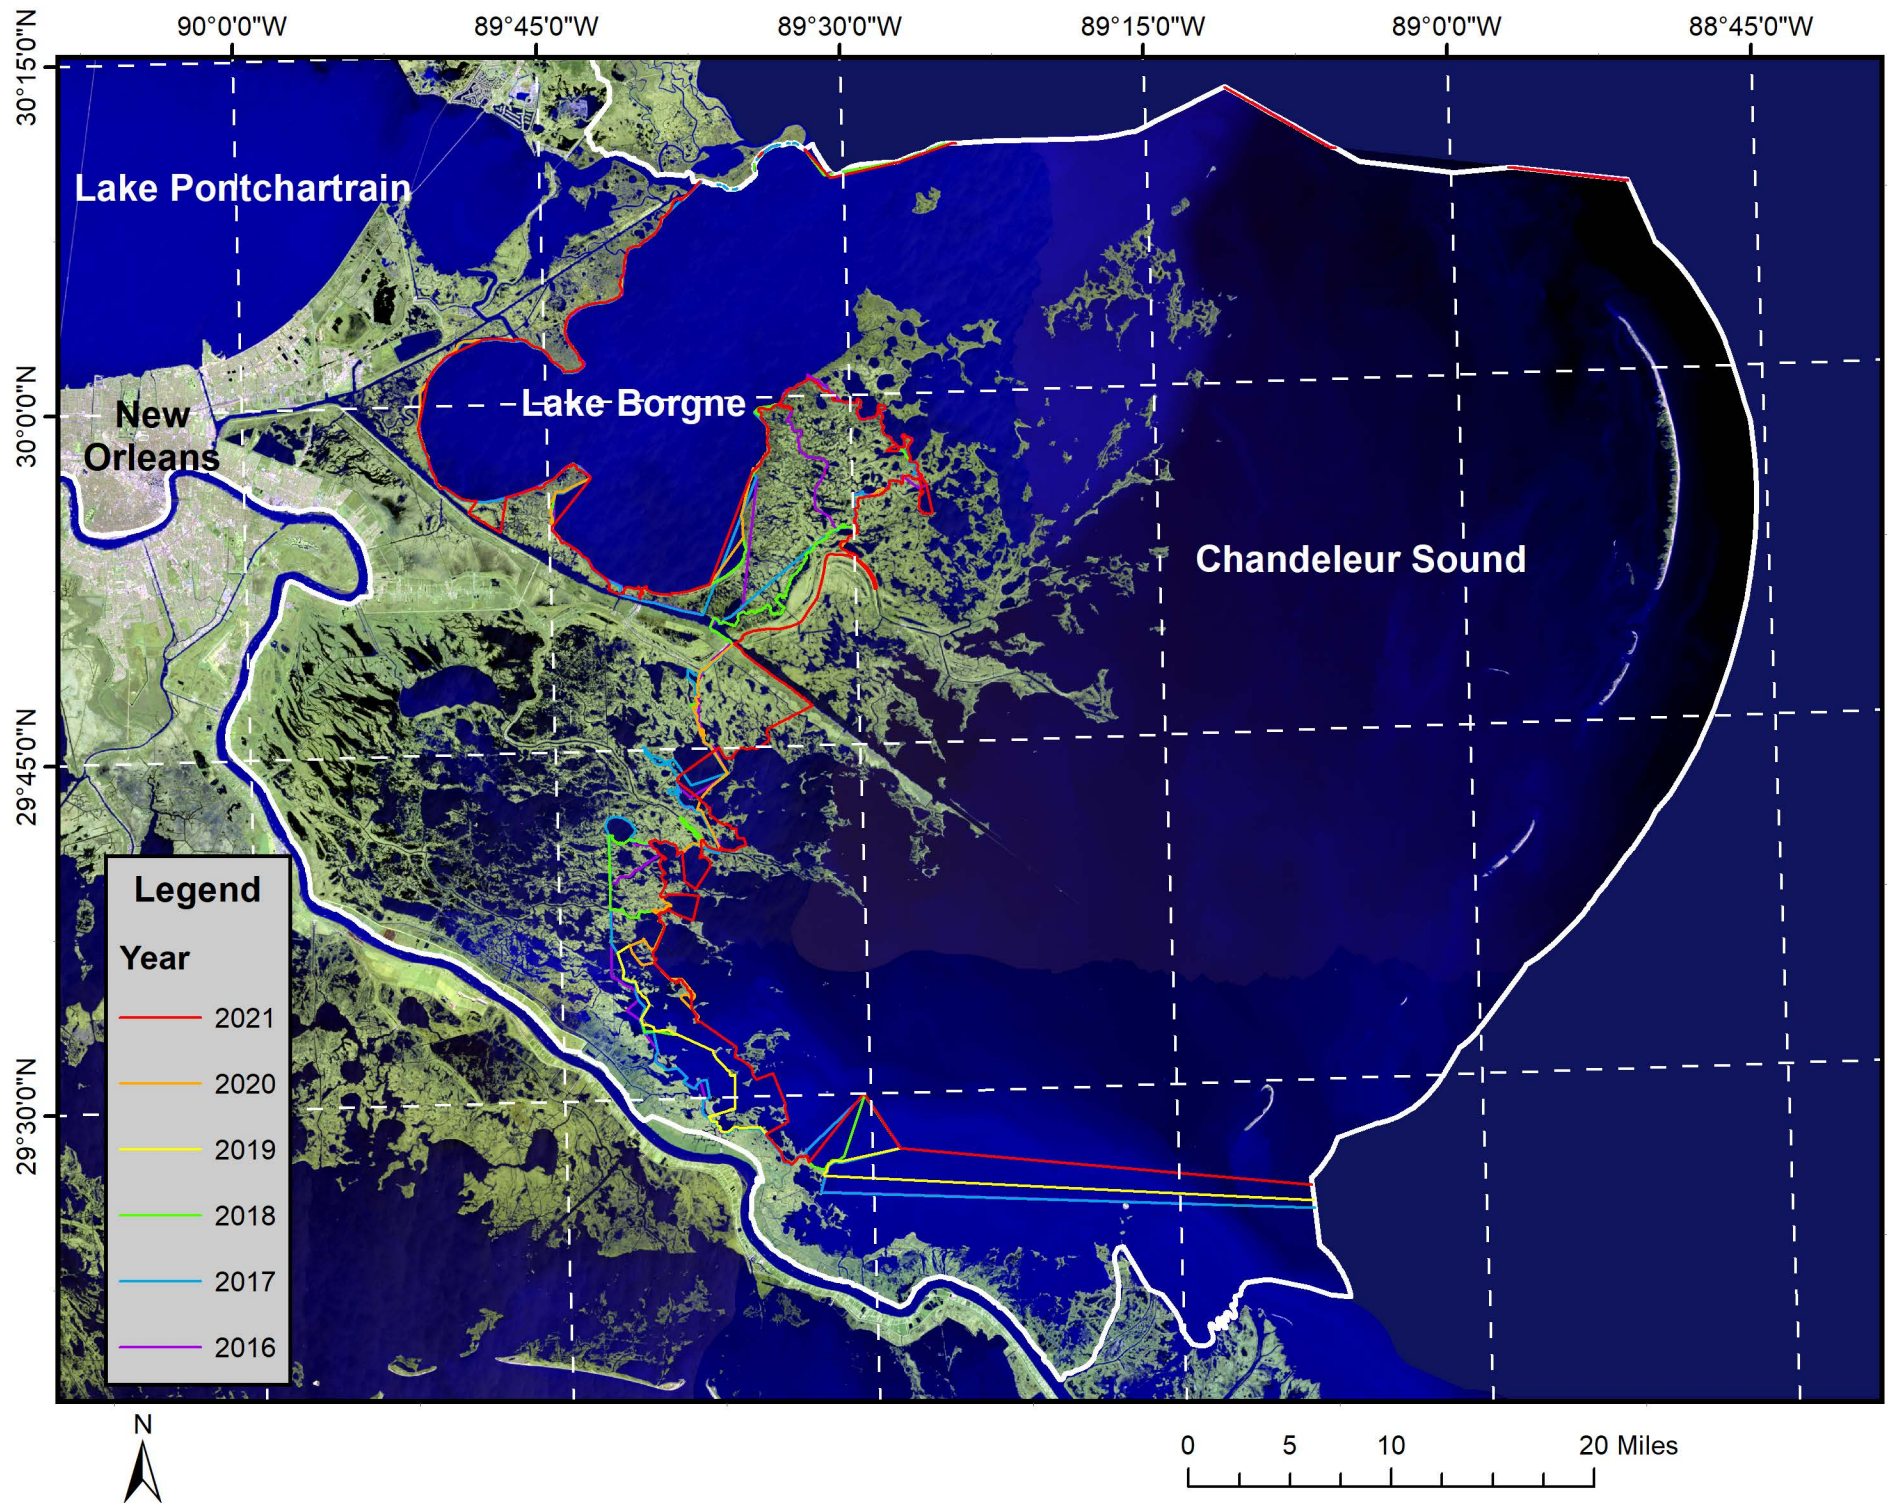 90°0'0"W 89°45'0"W 89°30'0"W 89°15'0"W 89°0'0"W 88°45'0"W
30°15'0"N
Lake Pontchartrain
30°0'0"N
New
Orleans
Lake Borgne
Chandeleur Sound
29°45'0"N
Legend
Year
2021
2020
2019
2018
2017
2016
29°30'0"N
N
0 5 10 20 Miles